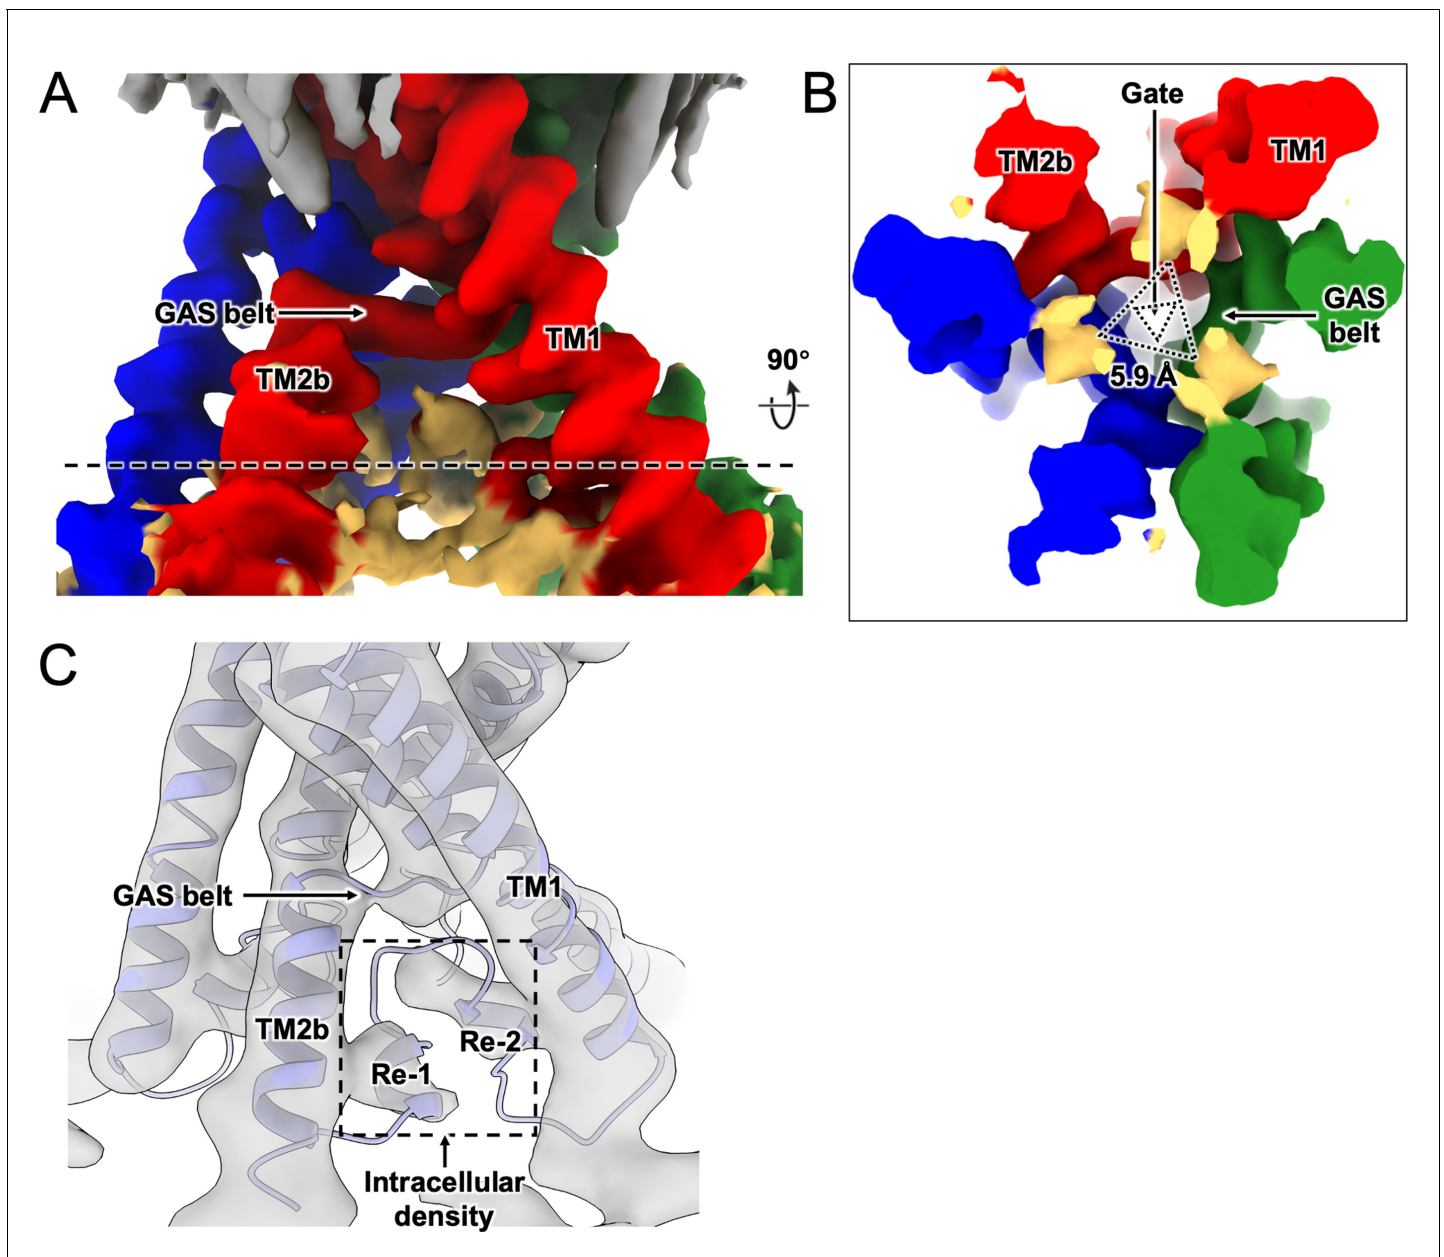 A
GAS belt
TM1
TM2b
90°
B
Gate
TM2b
TM1
GAS
belt
5.9 Å
C
GAS belt
TM1
TM2b
Re-2
Re-1
Intracellular
density